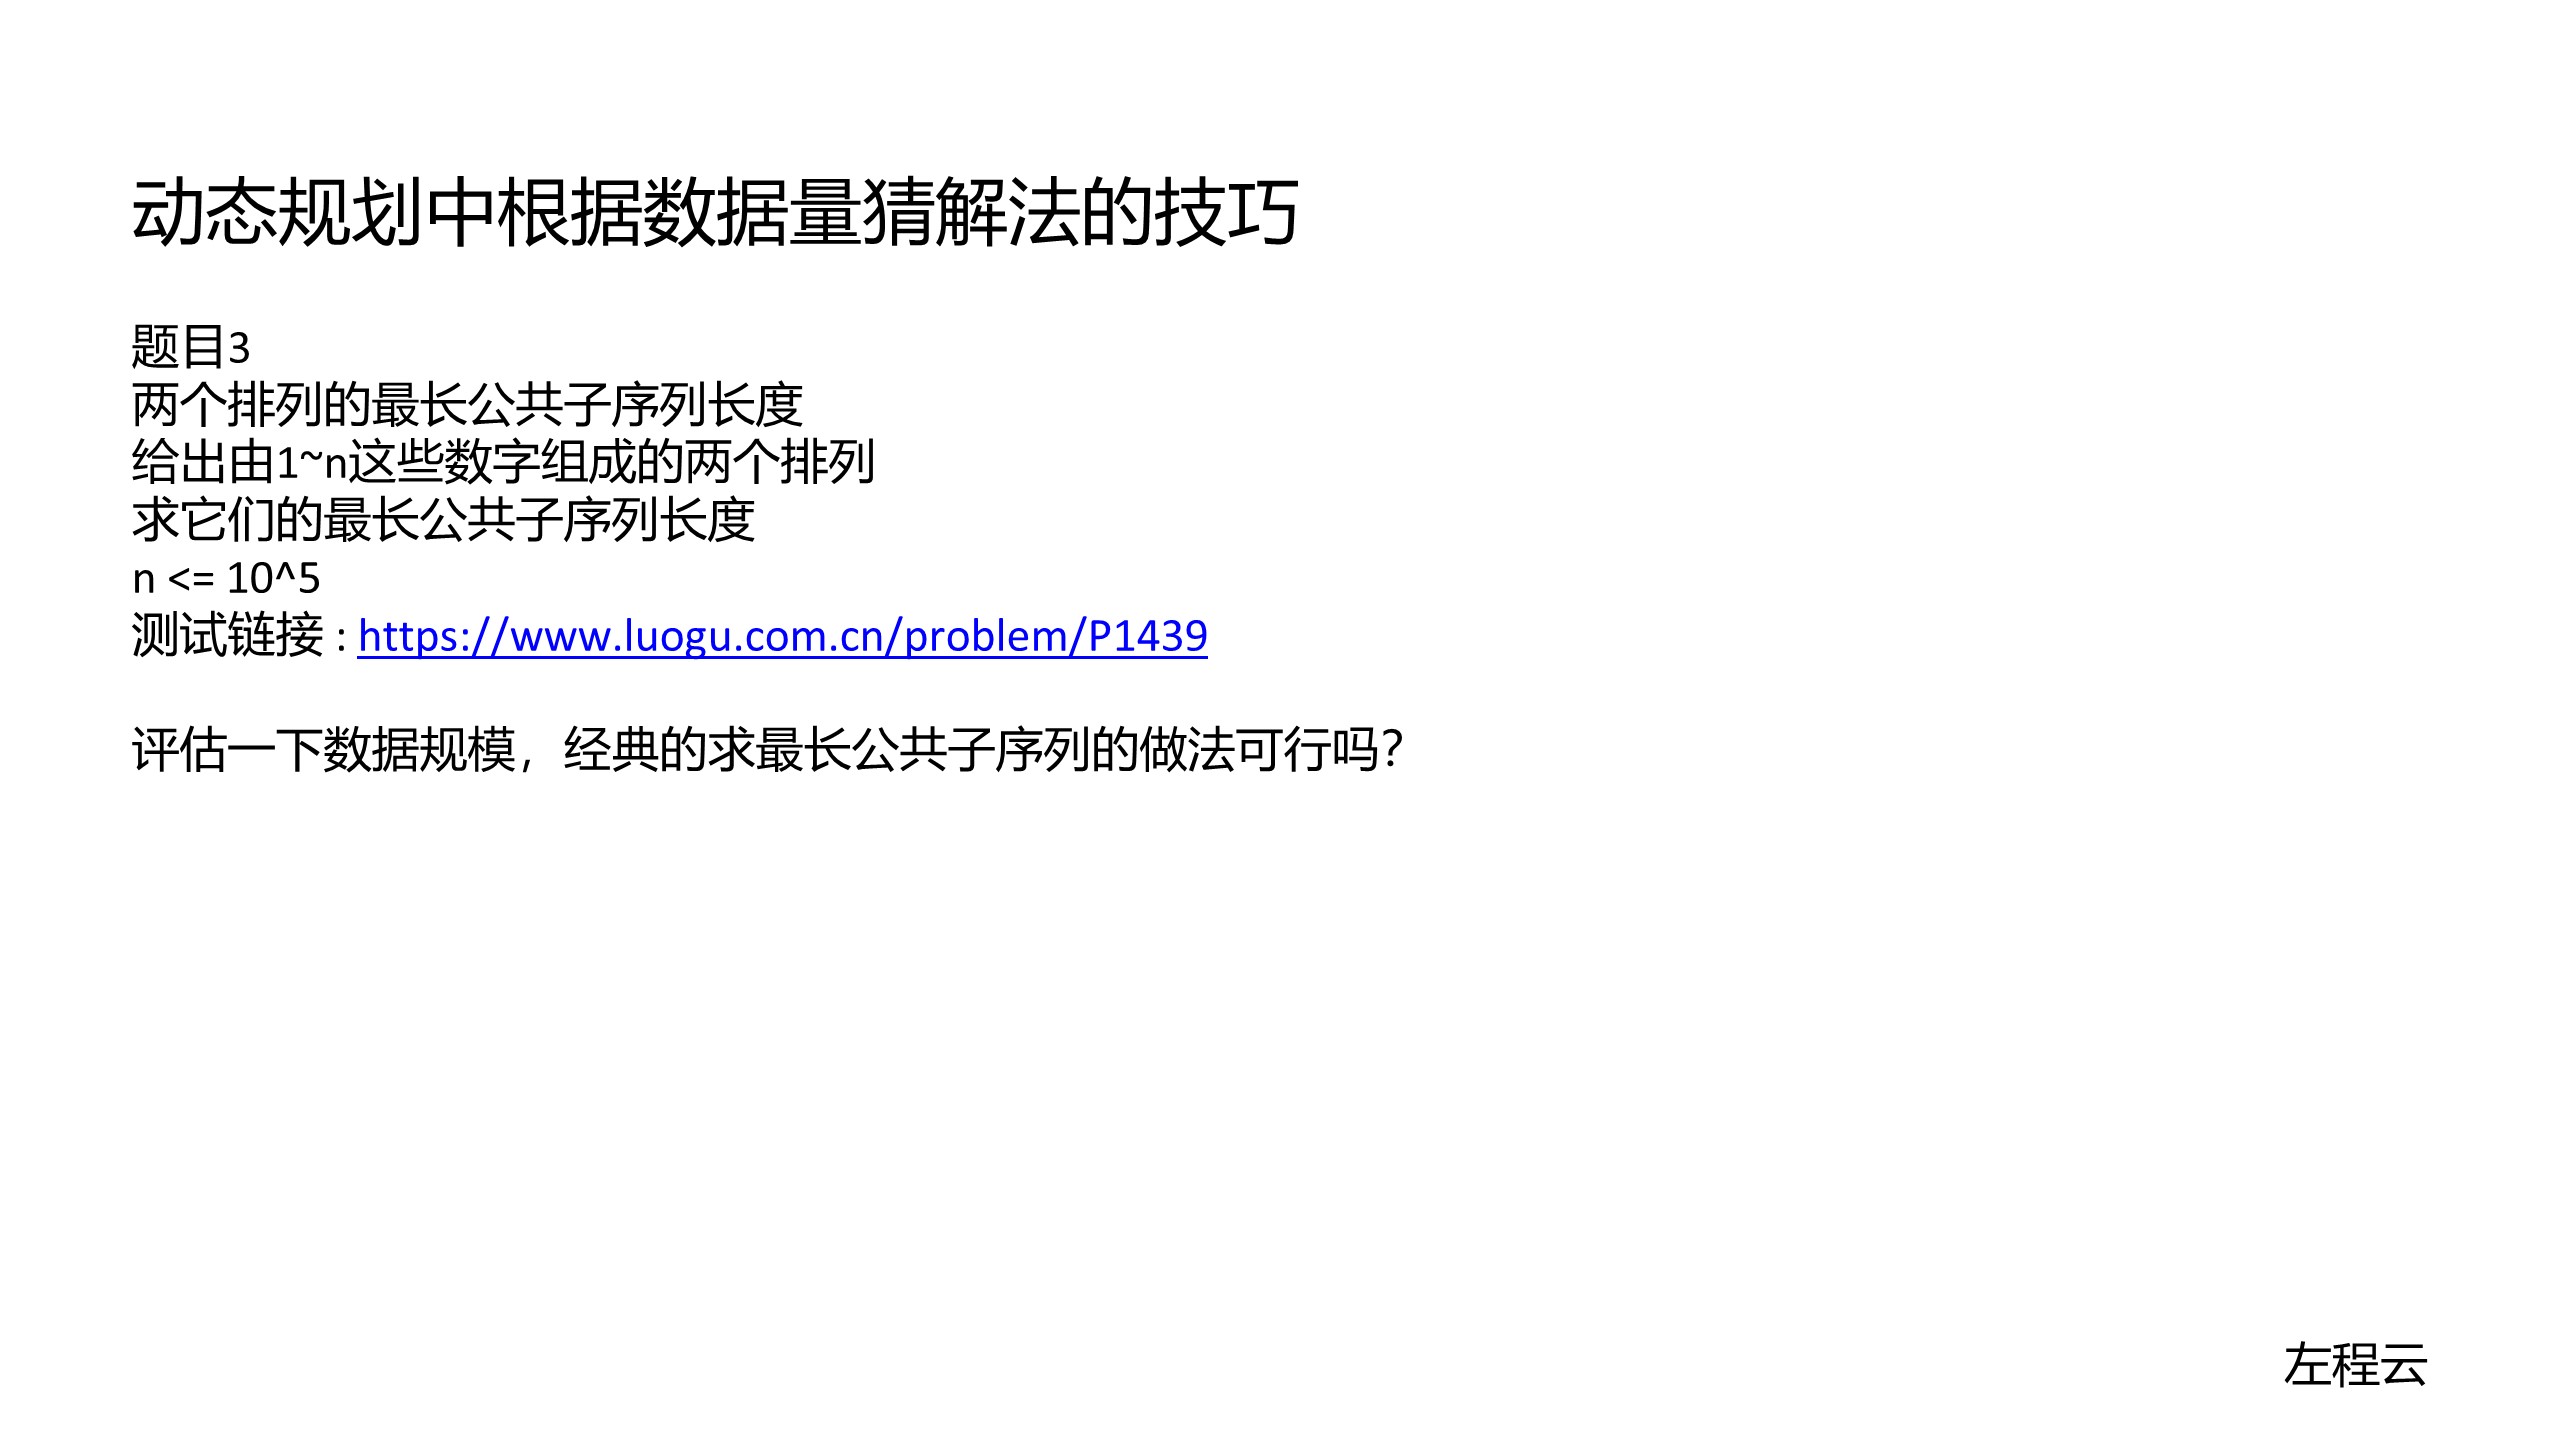 动态规划中根据数据量猜解法的技巧
题目3
两个排列的最长公共子序列长度
给出由1~n这些数字组成的两个排列
求它们的最长公共子序列长度
n <= 10^5
测试链接 : https://www.luogu.com.cn/problem/P1439
评估一下数据规模，经典的求最长公共子序列的做法可行吗？
左程云